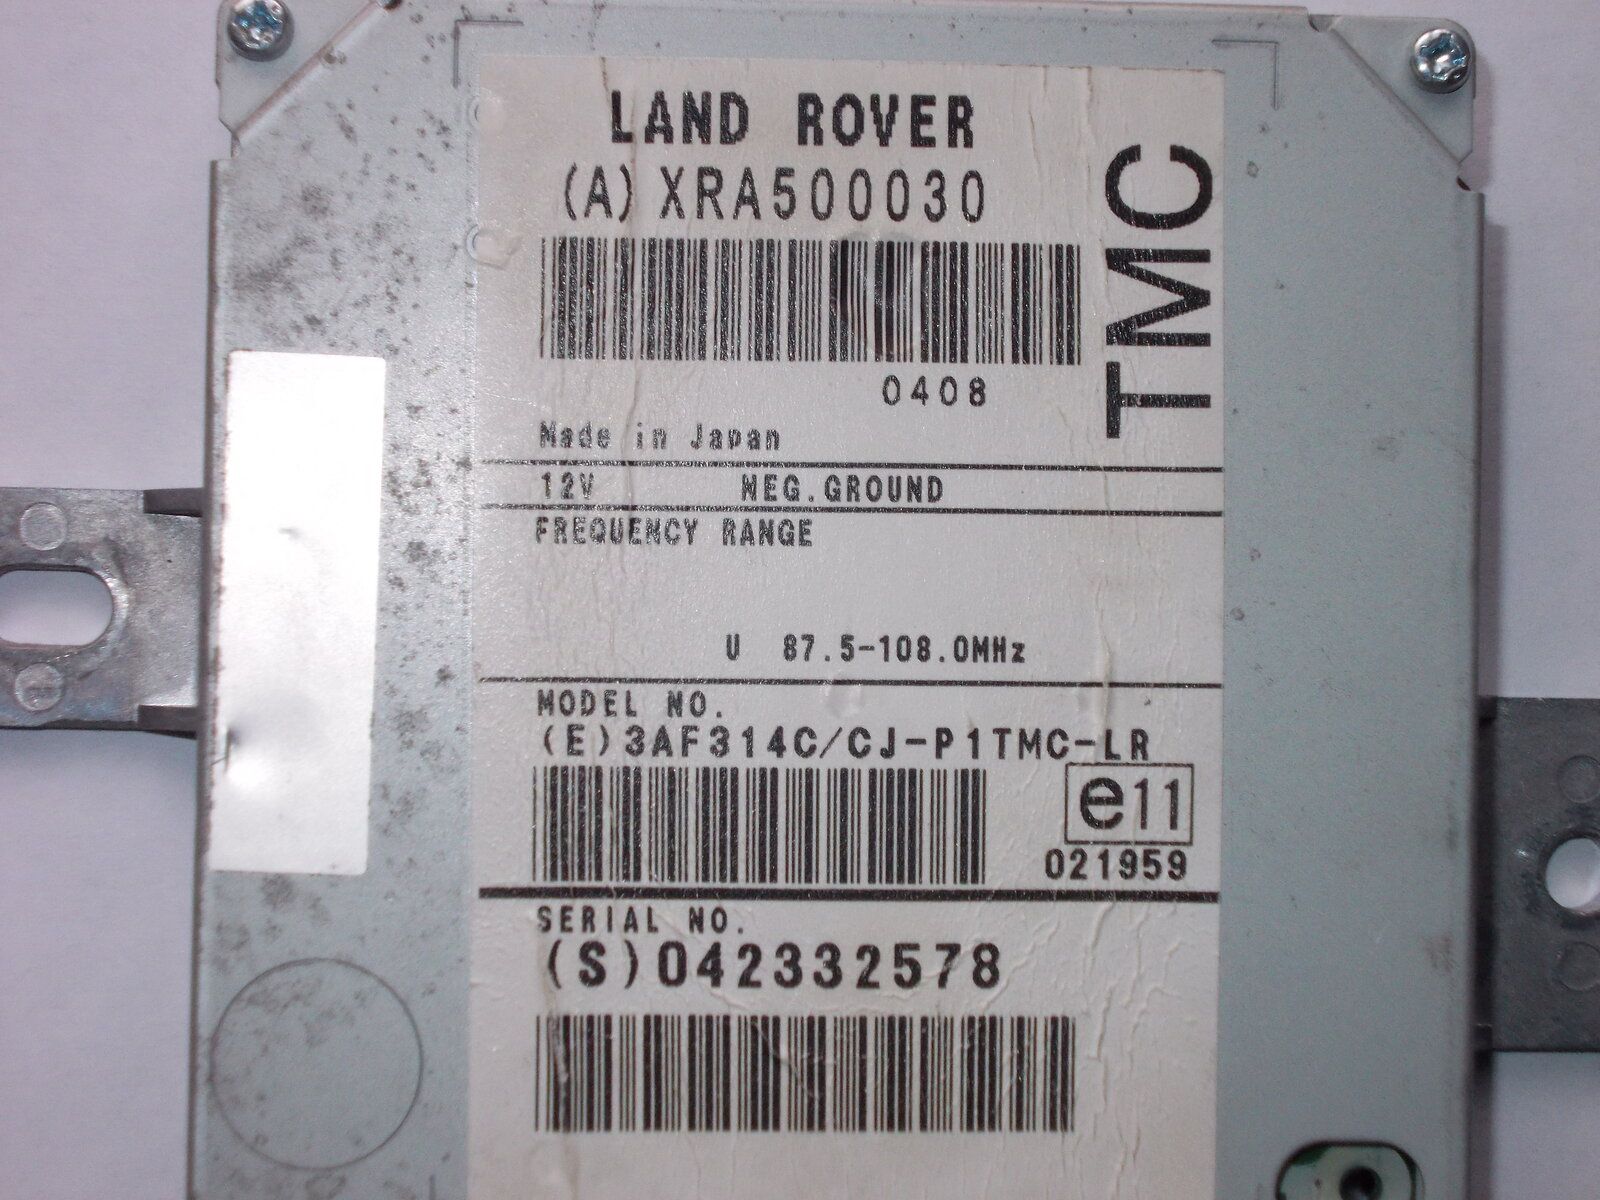 LAND ROVER
(A) XRA500030
TMC
0408
Made in Japan
12V NEG.GROUND
FREQUENCY RANGE
U 87.5-108.0MHz
MODEL NO.
(E)3AF314C/CJ-P1TMC-LR
e11
021959
SERIAL NO.
(S)042332578